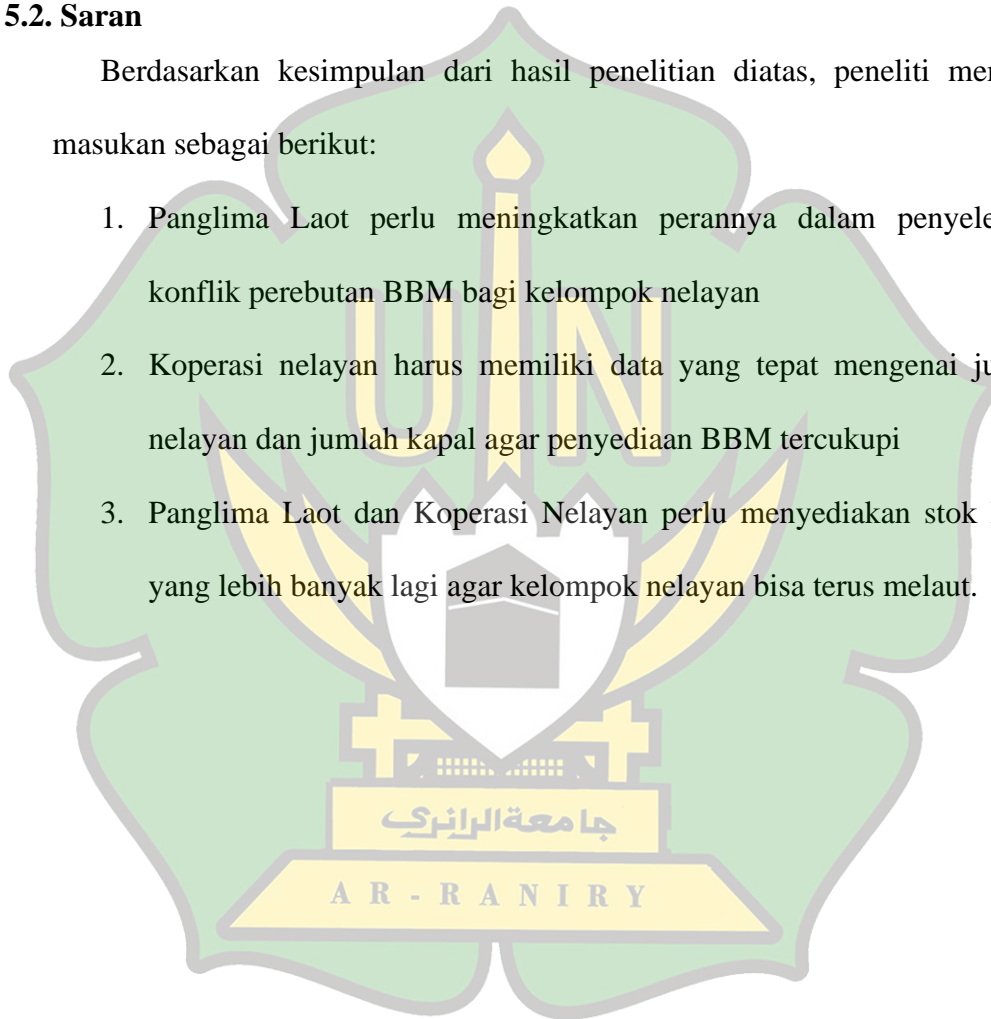 5.2. Saran
Berdasarkan kesimpulan dari hasil penelitian diatas, peneliti
masukan sebagai berikut:
1. Panglima Laot perlu meningkatkan perannya dalam
konflik perebutan BBM bagi kelompok nelayan
2. Koperasi nelayan harus memiliki data yang tepat mengenai
nelayan dan jumlah kapal agar penyediaan BBM tercukupi
3. Panglima Laot dan Koperasi Nelayan perlu menyediakan stok
yang lebih banyak lagi agar kelompok nelayan bisa terus melaut.
UIN
جامعة الرانري
AR-RANIRY